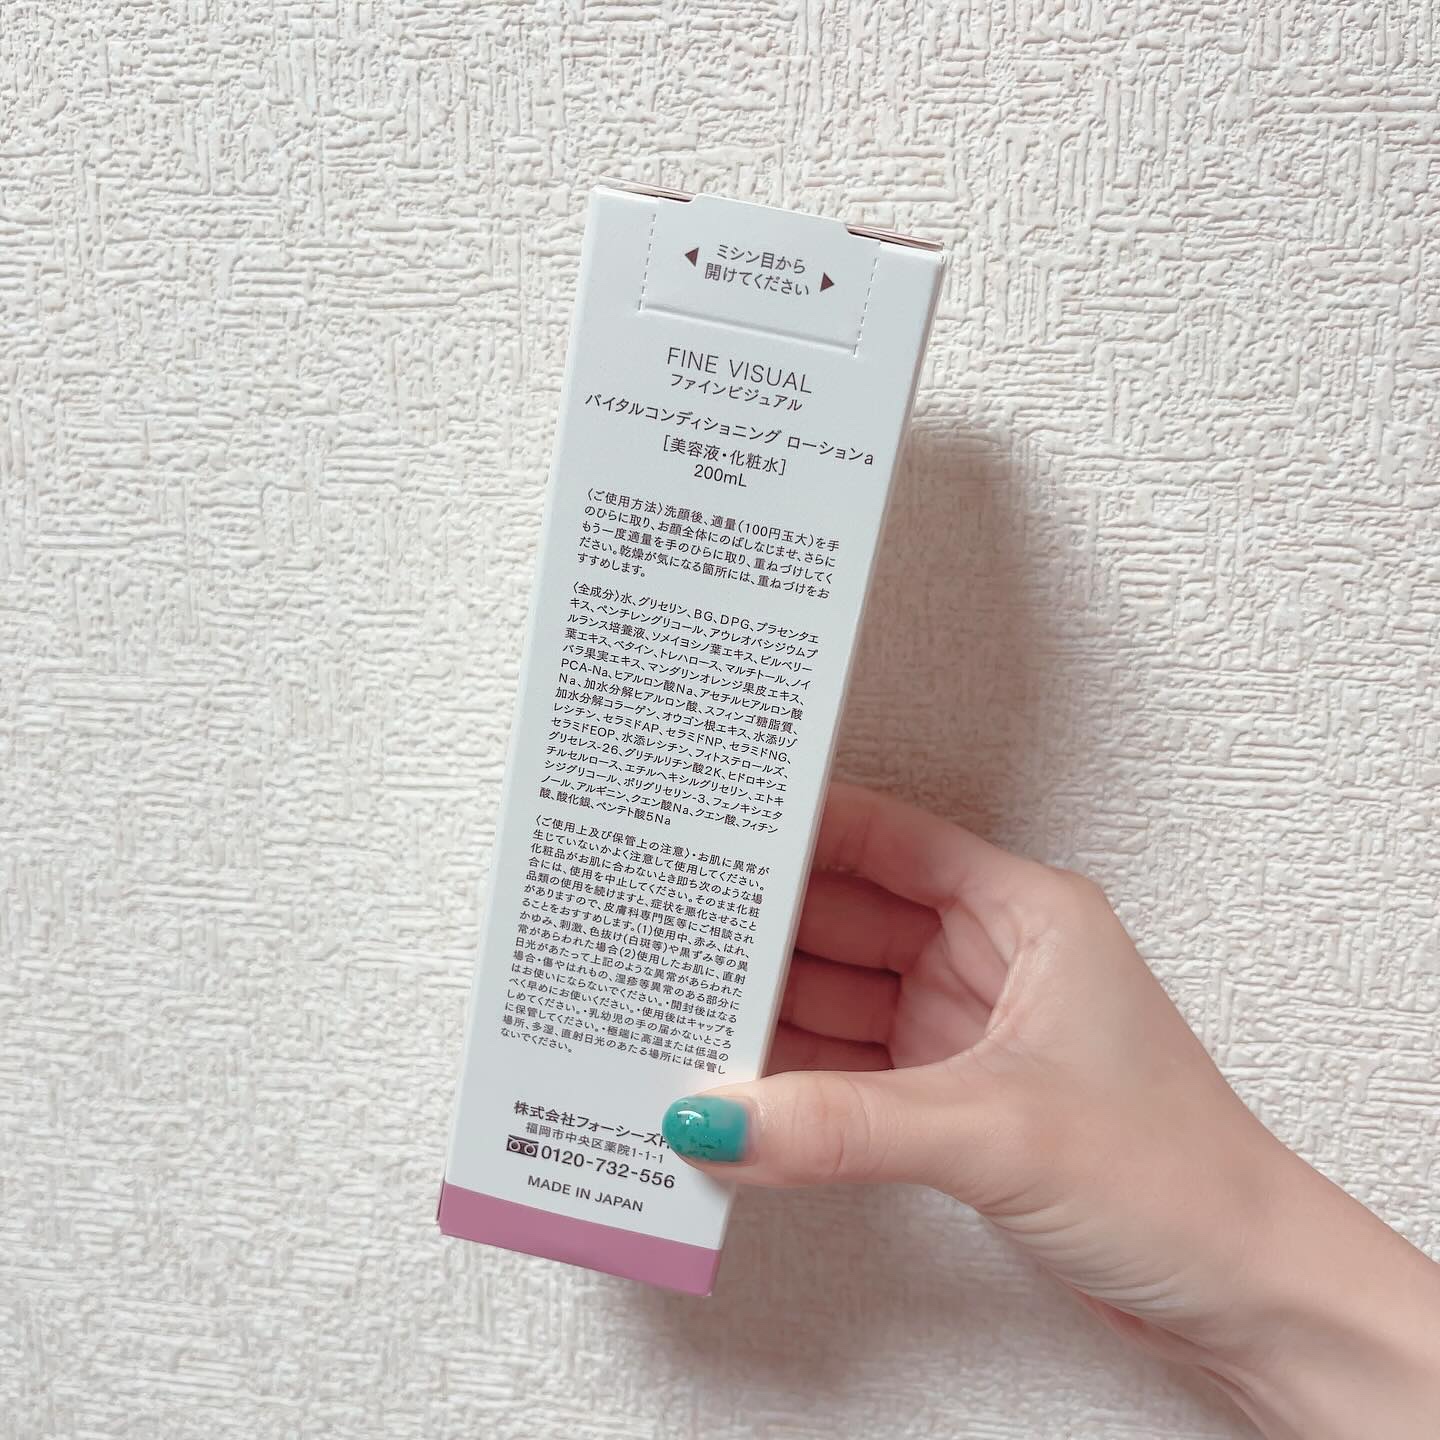 ミシン目から
開けてください
FINE VISUAL
ファインビジュアル
バイタルコンディショニング ローションa
［美容液・化粧水］
200mL
〈ご使用方法〉洗顔後、適量(100円玉大)を手
のひらに取り、お顔全体にのばしなじませ、さらに
もう一度適量を手のひらに取り、重ねづけしてく
ださい。乾燥が気になる箇所には、重ねづけをお
すすめします。
〈全成分〉水、グリセリン、BG、DPG、プラセンタエ
キス、ペンチレングリコール、アウレオバシジウムプ
ルランス培養液、ソメイヨシノ葉エキス、ビルベリー
葉エキス、ベタイン、トレハロース、マルチトール、ノイ
バラ果実エキス、マンダリンオレンジ果皮エキス、
PCA-Na、ヒアルロン酸Na、アセチルヒアルロン酸
Na、加水分解ヒアルロン酸、スフィンゴ糖脂質、
加水分解コラーゲン、オウゴン根エキス、水添リゾ
レシチン、セラミドAP、セラミドNP、セラミドNG、
セラミドEOP、水添レシチン、フィトステロールズ、
グリセレス-26、グリチルリチン酸2K、ヒドロキシエ
チルセルロース、エチルヘキシルグリセリン、エトキ
シジグリコール、ポリグリセリン-3、フェノキシエタ
ノール、アルギニン、クエン酸Na、クエン酸、フィチン
酸、酸化銀、ペンテト酸5Na
〈ご使用上及び保管上の注意〉・お肌に異常が
生じていないかよく注意して使用してください。
化粧品がお肌に合わないとき即ち次のような場
合には、使用を中止してください。そのまま化粧
品類の使用を続けますと、症状を悪化させること
がありますので、皮膚科専門医等にご相談され
ることをおすすめします。(1)使用中、赤み、はれ、
かゆみ、刺激、色抜け(白斑等)や黒ずみ等の異
常があらわれた場合(2)使用したお肌に、直射
日光があたって上記のような異常があらわれた
場合・傷やはれもの、湿疹等異常のある部分に
はお使いにならないでください。・開封後はなる
べく早めにお使いください。・使用後はキャップを
しめてください。・乳幼児の手の届かないところ
に保管してください。・極端に高温または低温の
場所、多湿、直射日光のあたる場所には保管し
ないでください。
株式会社フォーシーズH
福岡市中央区薬院1-1-1
0120-732-556
MADE IN JAPAN